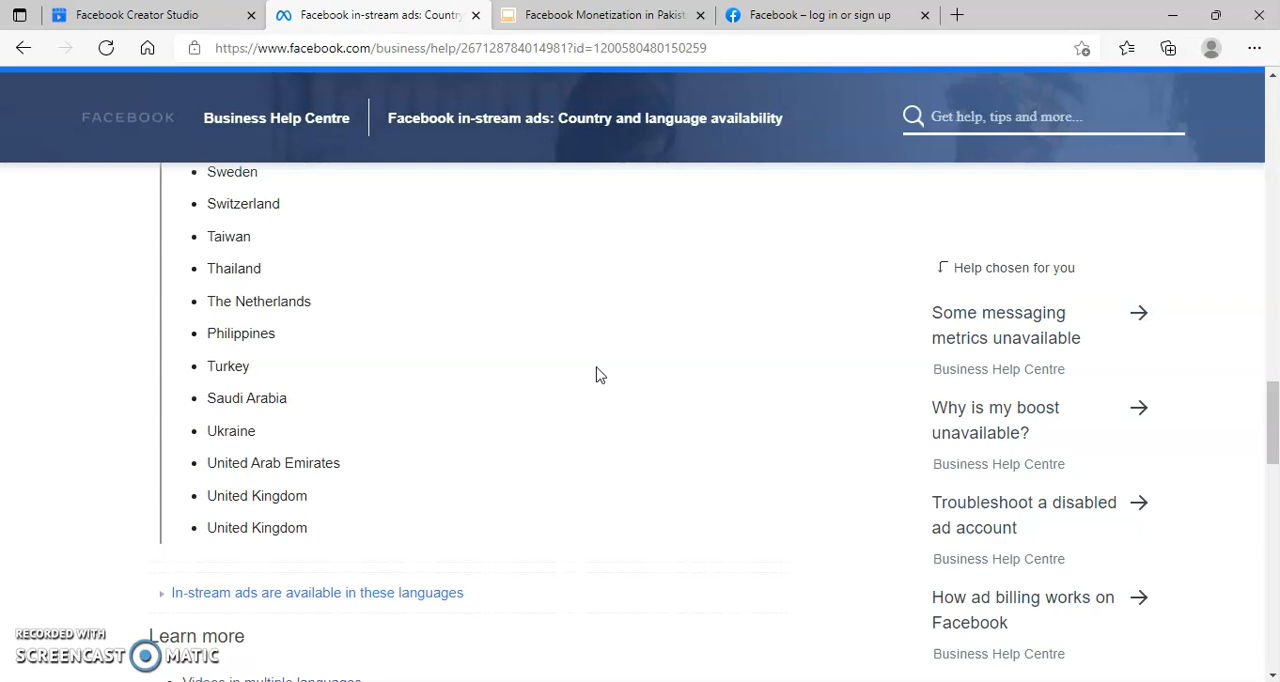 Facebook Creator Studio
Facebook in-stream ads: Countr
Facebook Monetization in Pakist
Facebook – log in or sign up
https://www.facebook.com/business/help/267128784014981?id=1200580480150259
FACEBOOK
Business Help Centre
Facebook in-stream ads: Country and language availability
Get help, tips and more...
Sweden
Switzerland
Taiwan
Thailand
The Netherlands
Philippines
Turkey
Saudi Arabia
Ukraine
United Arab Emirates
United Kingdom
United Kingdom
In-stream ads are available in these languages
Learn more
Videos in multiple languages
Help chosen for you
Some messaging
metrics unavailable
Business Help Centre
Why is my boost
unavailable?
Business Help Centre
Troubleshoot a disabled
ad account
Business Help Centre
How ad billing works on
Facebook
Business Help Centre
RECORDED WITH
SCREENCAST MATIC